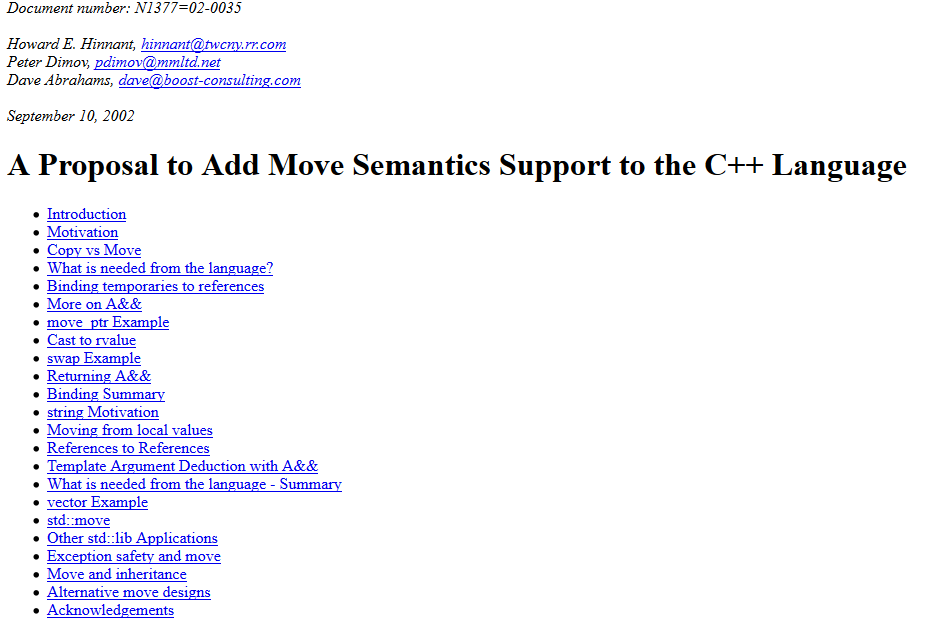 Document number: N1377=02-0035
Howard E. Hinnant, hinnant@twcny.rr.com
Peter Dimov, pdimov@mmltd.net
Dave Abrahams, dave@boost-consulting.com
September 10, 2002
A Proposal to Add Move Semantics Support to the C++ Language
• Introduction
• Motivation
• Copy vs Move
• What is needed from the language?
• Binding temporaries to references
• More on A&&
• move_ptr Example
• Cast to rvalue
• swap Example
• Returning A&&
• Binding Summary
• string Motivation
• Moving from local values
• References to References
• Template Argument Deduction with A&&
• What is needed from the language - Summary
• vector Example
• std::move
• Other std::lib Applications
• Exception safety and move
• Move and inheritance
• Alternative move designs
• Acknowledgements